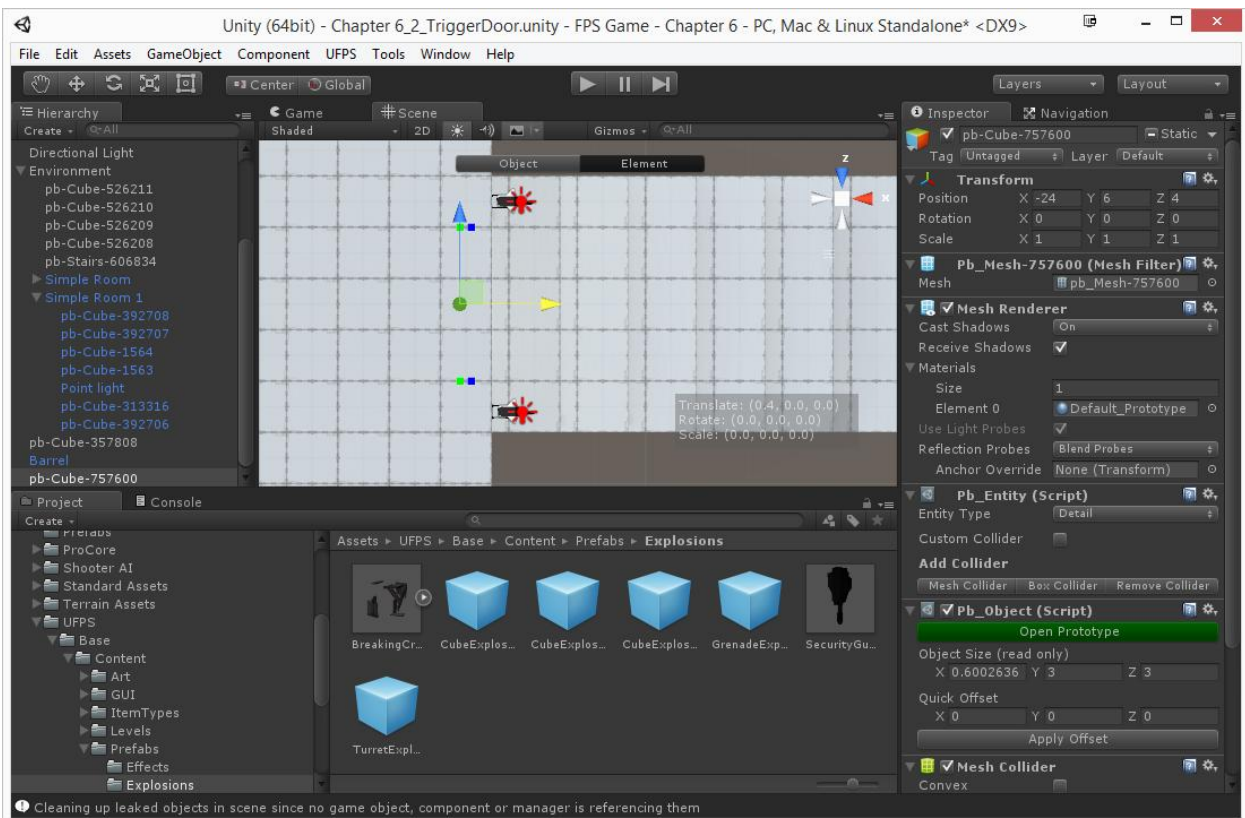 Unity (64bit) - Chapter 6_2_TriggerDoor.unity - FPS Game - Chapter 6 - PC, Mac & Linux Standalone* <DX9>
File Edit Assets GameObject Component UFPS Tools Window Help
Center Global Layers Layout
Hierarchy
Create All
Directional Light
Environment
pb-Cube-526211
pb-Cube-526210
pb-Cube-526209
pb-Cube-526208
pb-Stairs-606834
Simple Room
Simple Room 1
pb-Cube-392708
pb-Cube-392707
pb-Cube-1564
pb-Cube-1563
Point light
pb-Cube-313316
pb-Cube-392706
pb-Cube-357808
Barrel
pb-Cube-757600
Game Scene
Shaded 2D Gizmos All
Object Element
z
x
Translate: (0.4, 0.0, 0.0)
Rotate: (0.0, 0.0, 0.0)
Scale: (0.0, 0.0, 0.0)
Project Console
Create
Prefabs
ProCore
Shooter AI
Standard Assets
Terrain Assets
UFPS
Base
Content
Art
GUI
ItemTypes
Levels
Prefabs
Effects
Explosions
Assets UFPS Base Content Prefabs Explosions
BreakingCr... CubeExplos... CubeExplos... CubeExplos... GrenadeExp... SecurityGu...
TurretExpl...
Inspector Navigation
pb-Cube-757600 Static
Tag Untagged Layer Default
Transform
Position X -24 Y 6 Z 4
Rotation X 0 Y 0 Z 0
Scale X 1 Y 1 Z 1
Pb_Mesh-757600 (Mesh Filter)
Mesh pb_Mesh-757600
Mesh Renderer
Cast Shadows On
Receive Shadows
Materials
Size 1
Element 0 Default_Prototype
Use Light Probes
Reflection Probes Blend Probes
Anchor Override None (Transform)
Pb_Entity (Script)
Entity Type Detail
Custom Collider
Add Collider
Mesh Collider Box Collider Remove Collider
Pb_Object (Script)
Open Prototype
Object Size (read only)
X 0.6002636 Y 3 Z 3
Quick Offset
X 0 Y 0 Z 0
Apply Offset
Mesh Collider
Convex
Cleaning up leaked objects in scene since no game object, component or manager is referencing them